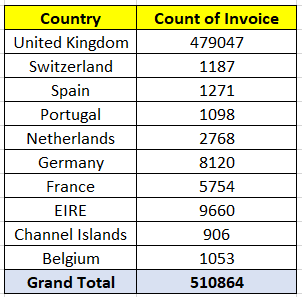 Country Count of Invoice
United Kingdom 479047
Switzerland 1187
Spain 1271
Portugal 1098
Netherlands 2768
Germany 8120
France 5754
EIRE 9660
Channel Islands 906
Belgium 1053
Grand Total 510864